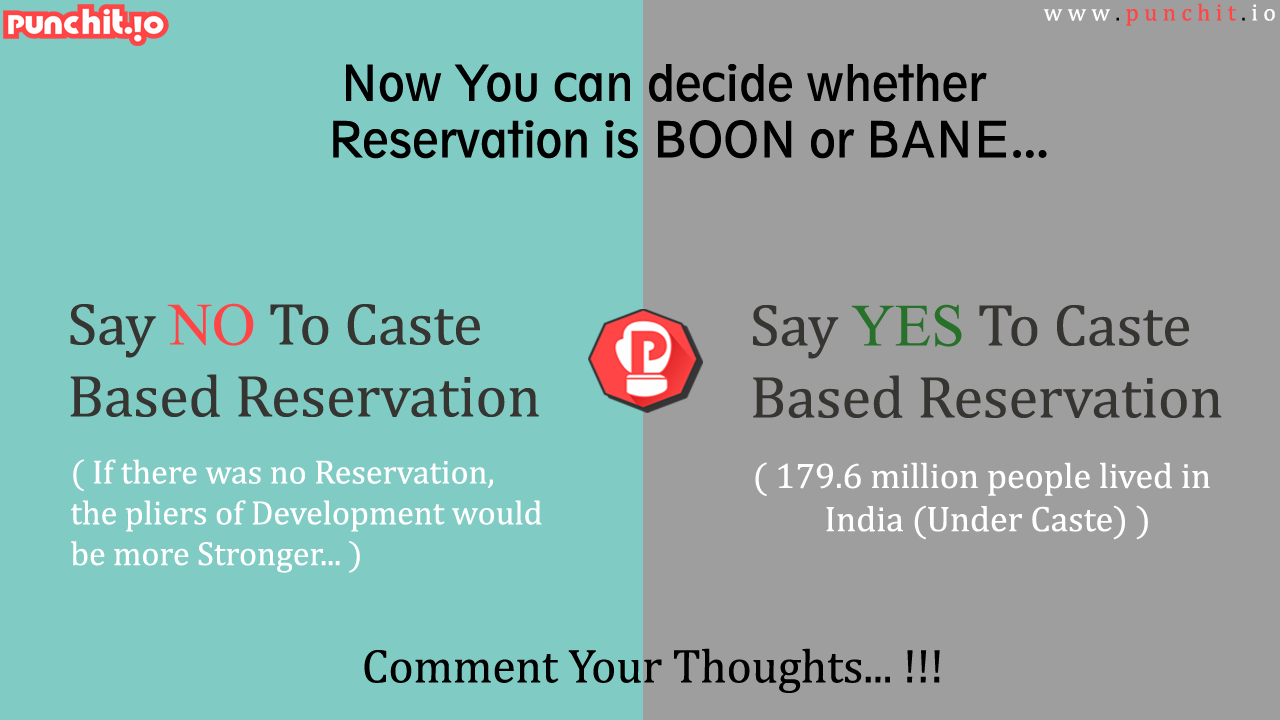 PUNCHIT.IO
www.punchit.io
Now You can decide whether
Reservation is BOON or BANE...
Say NO To Caste
Based Reservation
( If there was no Reservation,
the pliers of Development would
be more Stronger... )
P
Say YES To Caste
Based Reservation
( 179.6 million people lived in
India (Under Caste) )
Comment Your Thoughts... !!!